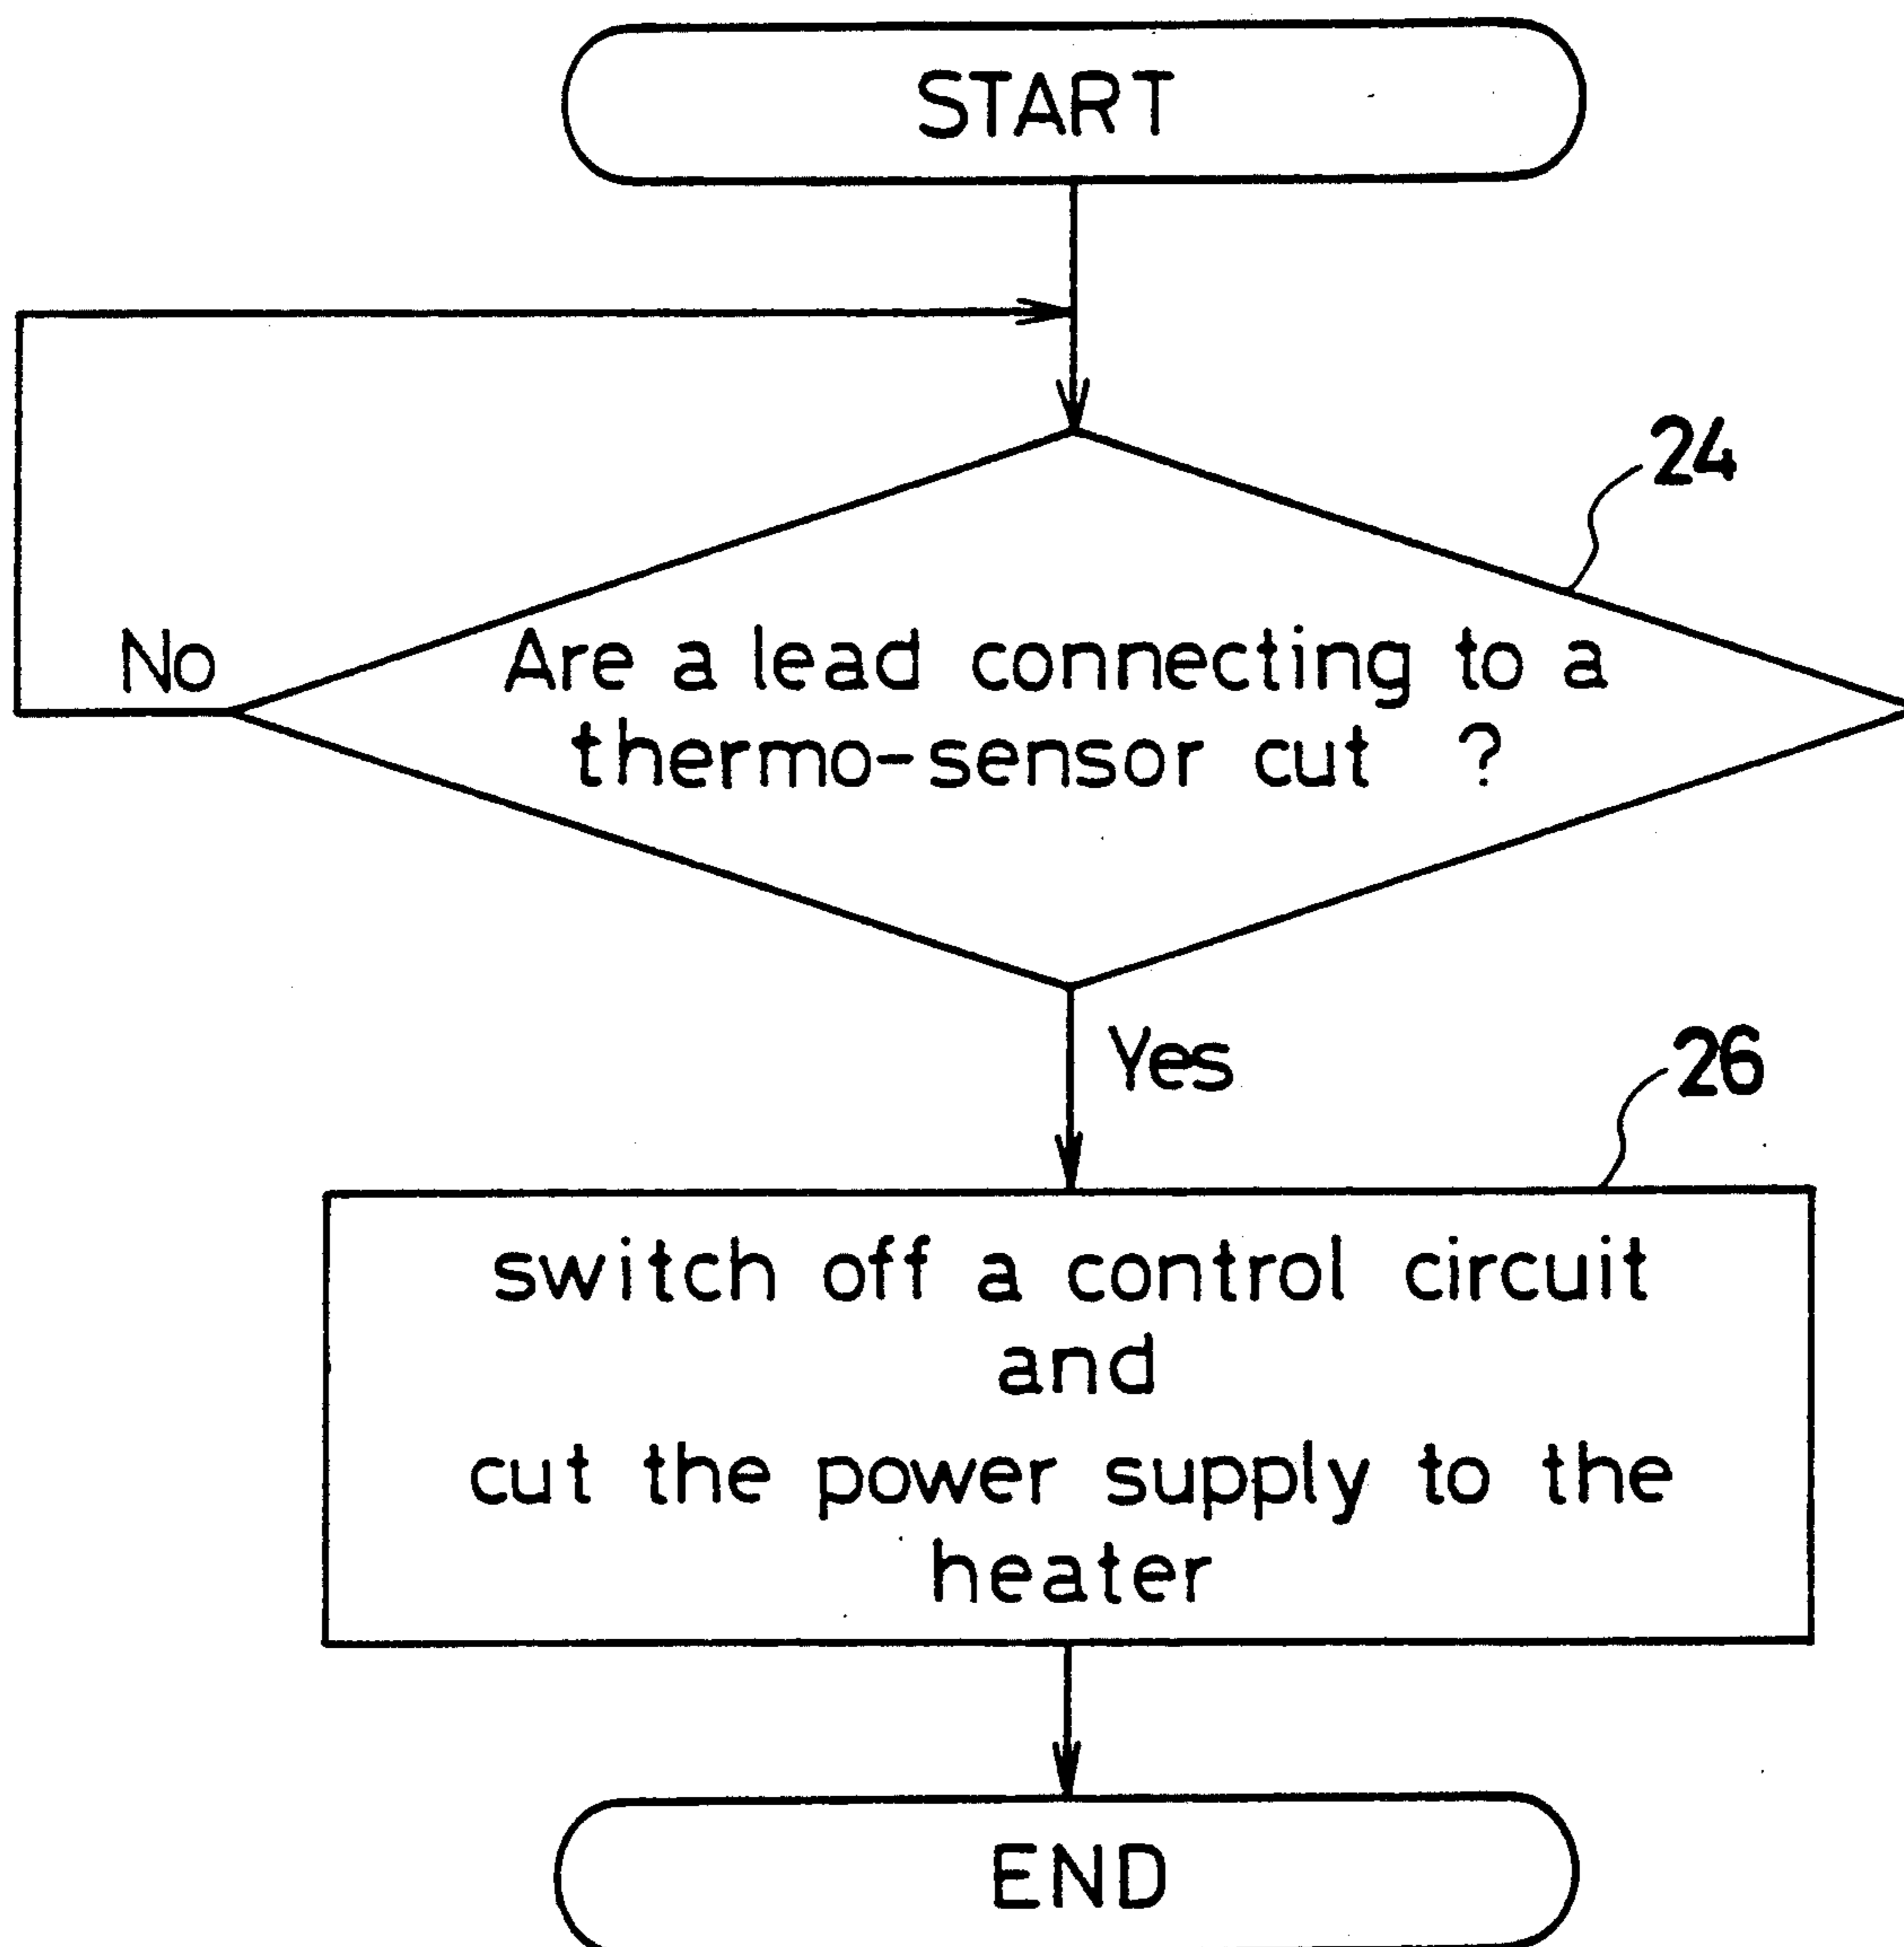 START
24
No
Are a lead connecting to a
thermo-sensor cut ?
Yes
26
switch off a control circuit
and
cut the power supply to the
heater
END